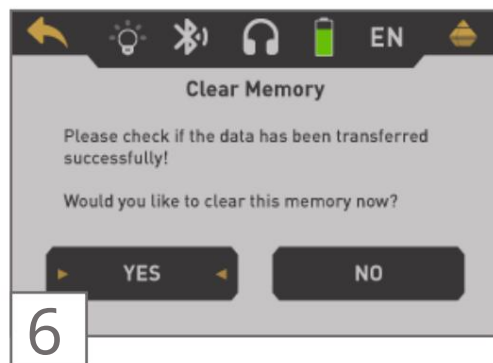 EN
Clear Memory
Please check if the data has been transferred
successfully!
Would you like to clear this memory now?
YES NO
6